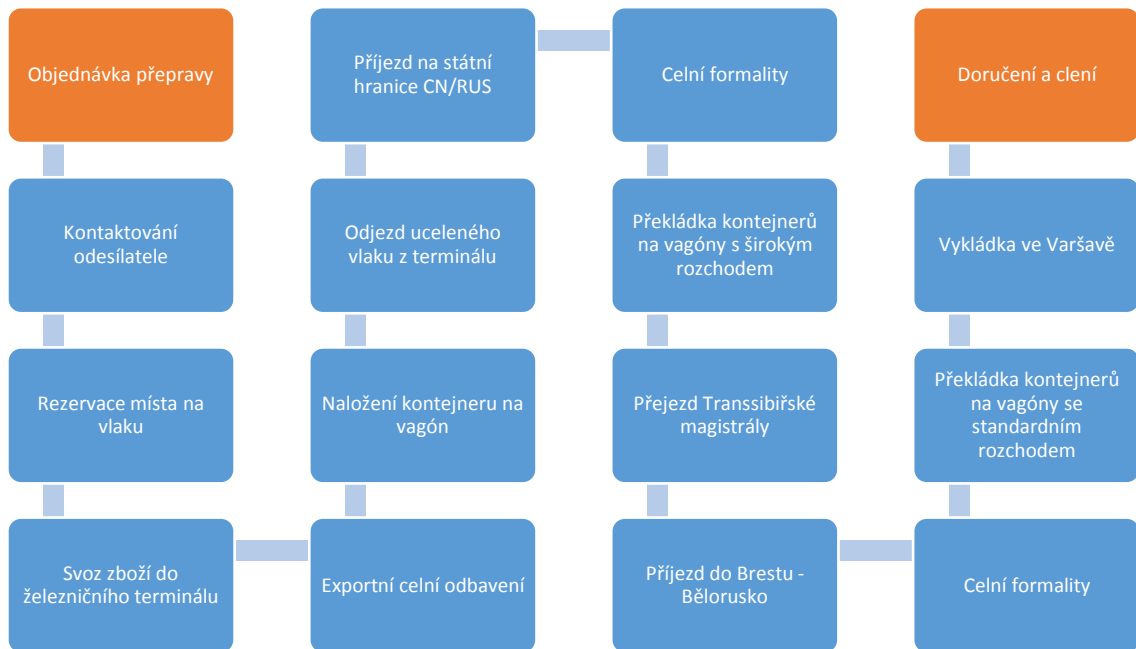 Objednávka přepravy
Kontaktování
odesílatele
Rezervace místa na
vlaku
Svoz zboží do
železničního terminálu
Exportní celní odbavení
Naložení kontejneru na
vagón
Odjezd uceleného
vlaku z terminálu
Příjezd na státní
hranice CN/RUS
Celní formality
Překládka kontejnerů
na vagóny s širokým
rozchodem
Přejezd Transsibiřské
magistrály
Příjezd do Brestu -
Bělorusko
Celní formality
Překládka kontejnerů
na vagóny se
standardním
rozchodem
Vykládka ve Varšavě
Doručení a clení